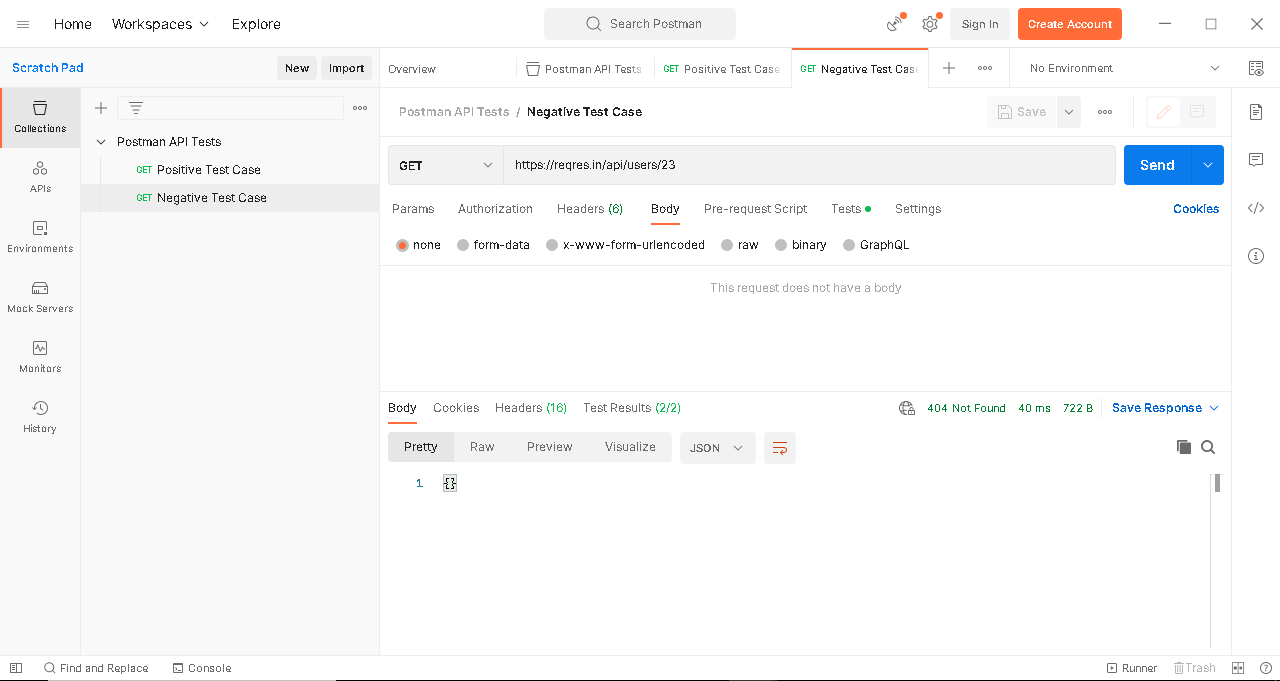 Home Workspaces Explore Search Postman Sign In Create Account
Scratch Pad New Import Overview Postman API Tests GET Positive Test Case GET Negative Test Cas No Environment
Collections
APIs
Environments
Mock Servers
Monitors
History
Postman API Tests
GET Positive Test Case
GET Negative Test Case
Postman API Tests / Negative Test Case Save
GET https://reqres.in/api/users/23 Send
Params Authorization Headers (6) Body Pre-request Script Tests Settings Cookies
none form-data x-www-form-urlencoded raw binary GraphQL
This request does not have a body
Body Cookies Headers (16) Test Results (2/2) 404 Not Found 40 ms 722 B Save Response
Pretty Raw Preview Visualize JSON
1 {}
Find and Replace Console Runner Trash